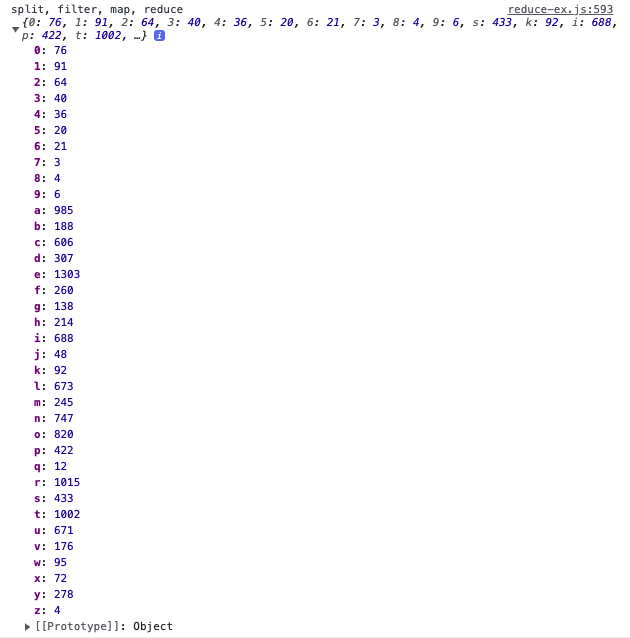 split, filter, map, reduce reduce-ex.js:593
{0: 76, 1: 91, 2: 64, 3: 40, 4: 36, 5: 20, 6: 21, 7: 3, 8: 4, 9: 6, s: 433, k: 92, i: 688,
p: 422, t: 1002, …} i
0: 76
1: 91
2: 64
3: 40
4: 36
5: 20
6: 21
7: 3
8: 4
9: 6
a: 985
b: 188
c: 606
d: 307
e: 1303
f: 260
g: 138
h: 214
i: 688
j: 48
k: 92
l: 673
m: 245
n: 747
o: 820
p: 422
q: 12
r: 1015
s: 433
t: 1002
u: 671
v: 176
w: 95
x: 72
y: 278
z: 4
[[Prototype]]: Object